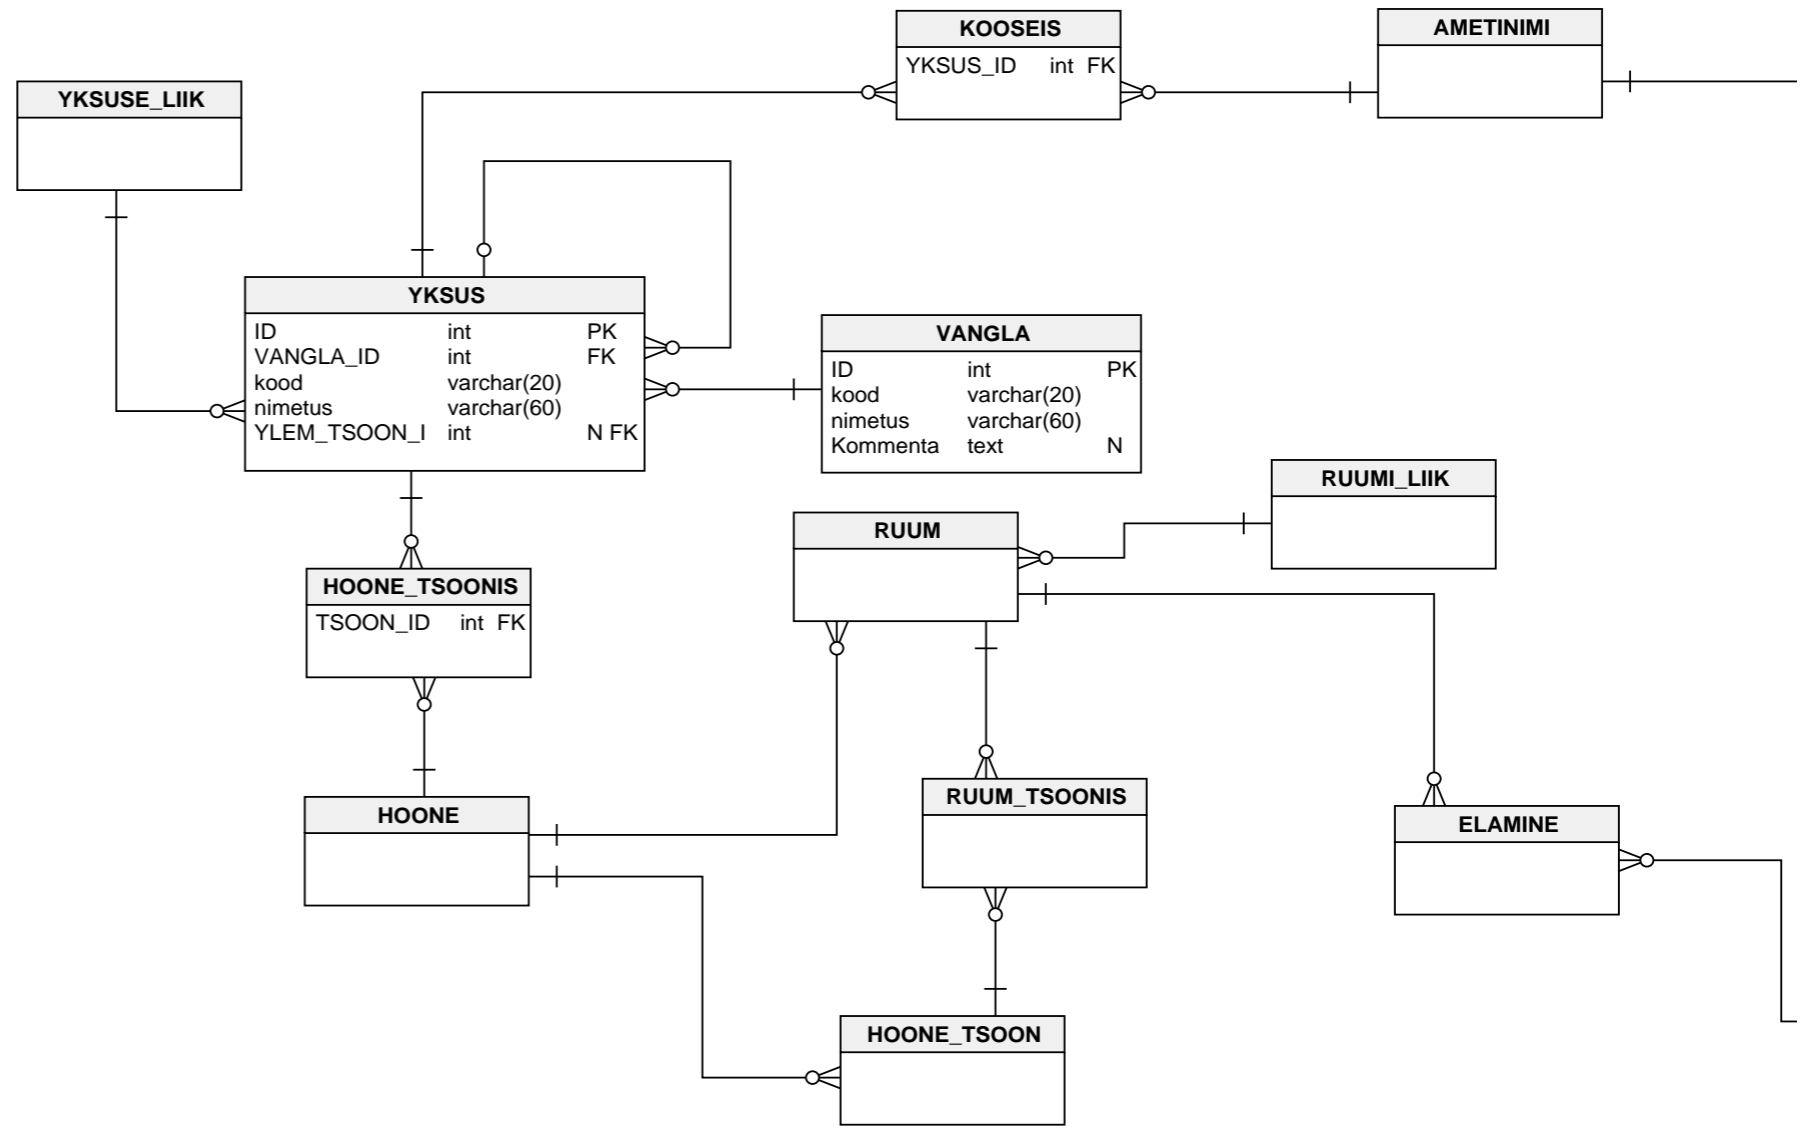 KOOSEIS
YKSUS_ID int FK
AMETINIMI
YKSUSE_LIIK
YKSUS
ID int PK
VANGLA_ID int FK
kood varchar(20)
nimetus varchar(60)
YLEM_TSOON_I int N FK
VANGLA
ID int PK
kood varchar(20)
nimetus varchar(60)
Kommenta text N
RUUMI_LIIK
RUUM
HOONE_TSOONIS
TSOON_ID int FK
HOONE
RUUM_TSOONIS
ELAMINE
HOONE_TSOON